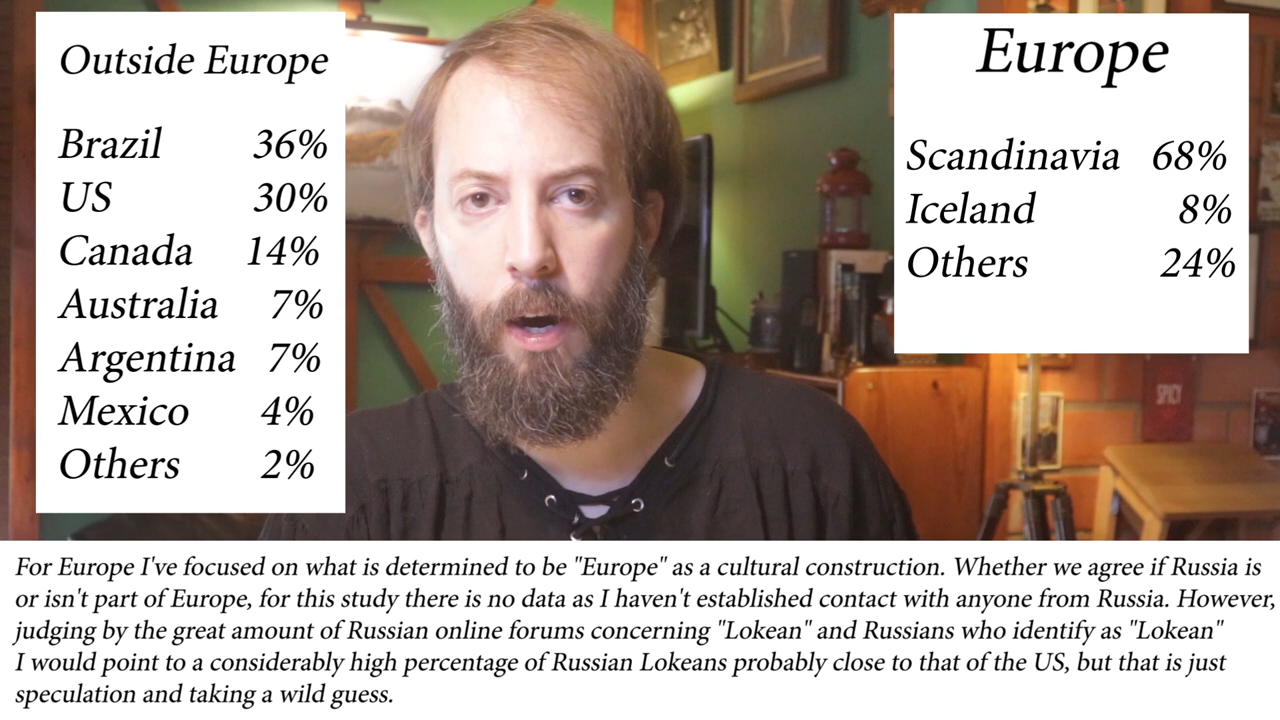 Outside Europe
Brazil 36%
US 30%
Canada 14%
Australia 7%
Argentina 7%
Mexico 4%
Others 2%
Europe
Scandinavia 68%
Iceland 8%
Others 24%
SPICY
For Europe I've focused on what is determined to be "Europe" as a cultural construction. Whether we agree if Russia is
or isn't part of Europe, for this study there is no data as I haven't established contact with anyone from Russia. However,
judging by the great amount of Russian online forums concerning "Lokean" and Russians who identify as "Lokean"
I would point to a considerably high percentage of Russian Lokeans probably close to that of the US, but that is just
speculation and taking a wild guess.